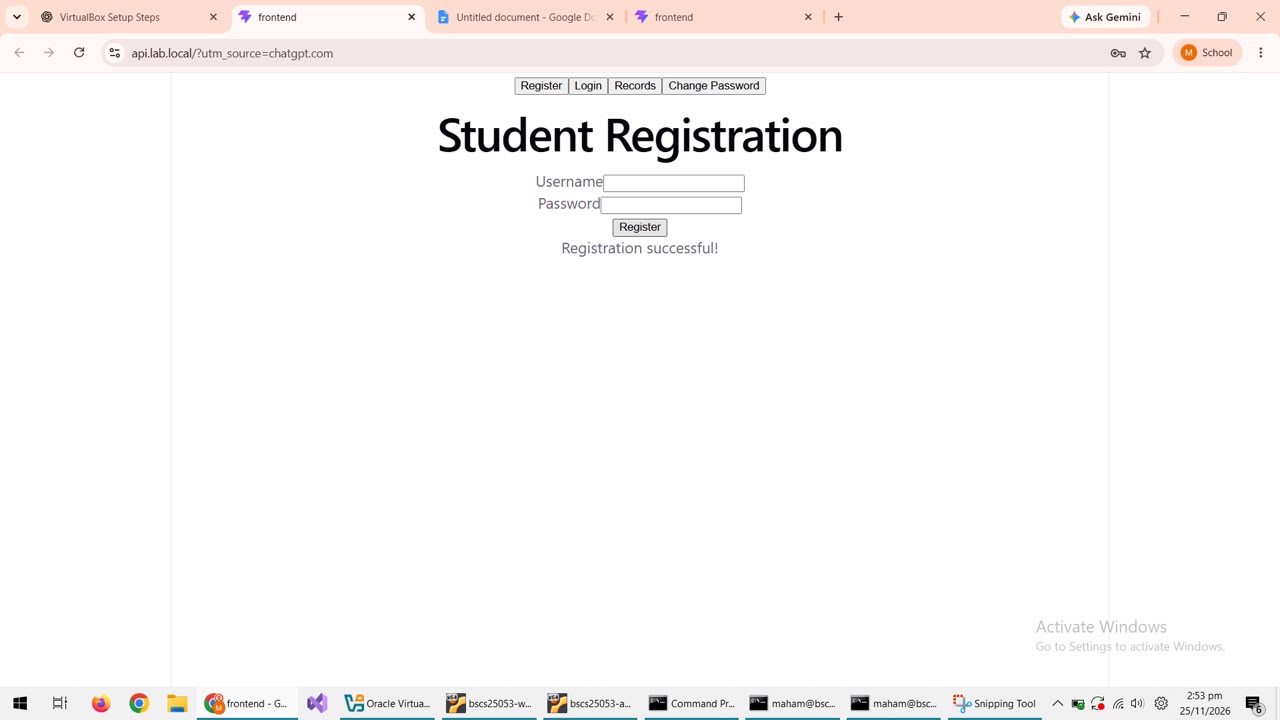 VirtualBox Setup Steps
frontend
Untitled document - Google Do
frontend
Ask Gemini
api.lab.local/?utm_source=chatgpt.com
M School
Register Login Records Change Password
Student Registration
Username
Password
Register
Registration successful!
Activate Windows
Go to Settings to activate Windows.
frontend - G...
Oracle Virtua...
bscs25053-w...
bscs25053-a...
Command Pr...
maham@bsc...
maham@bsc...
Snipping Tool
2:53 pm
25/11/2026
6